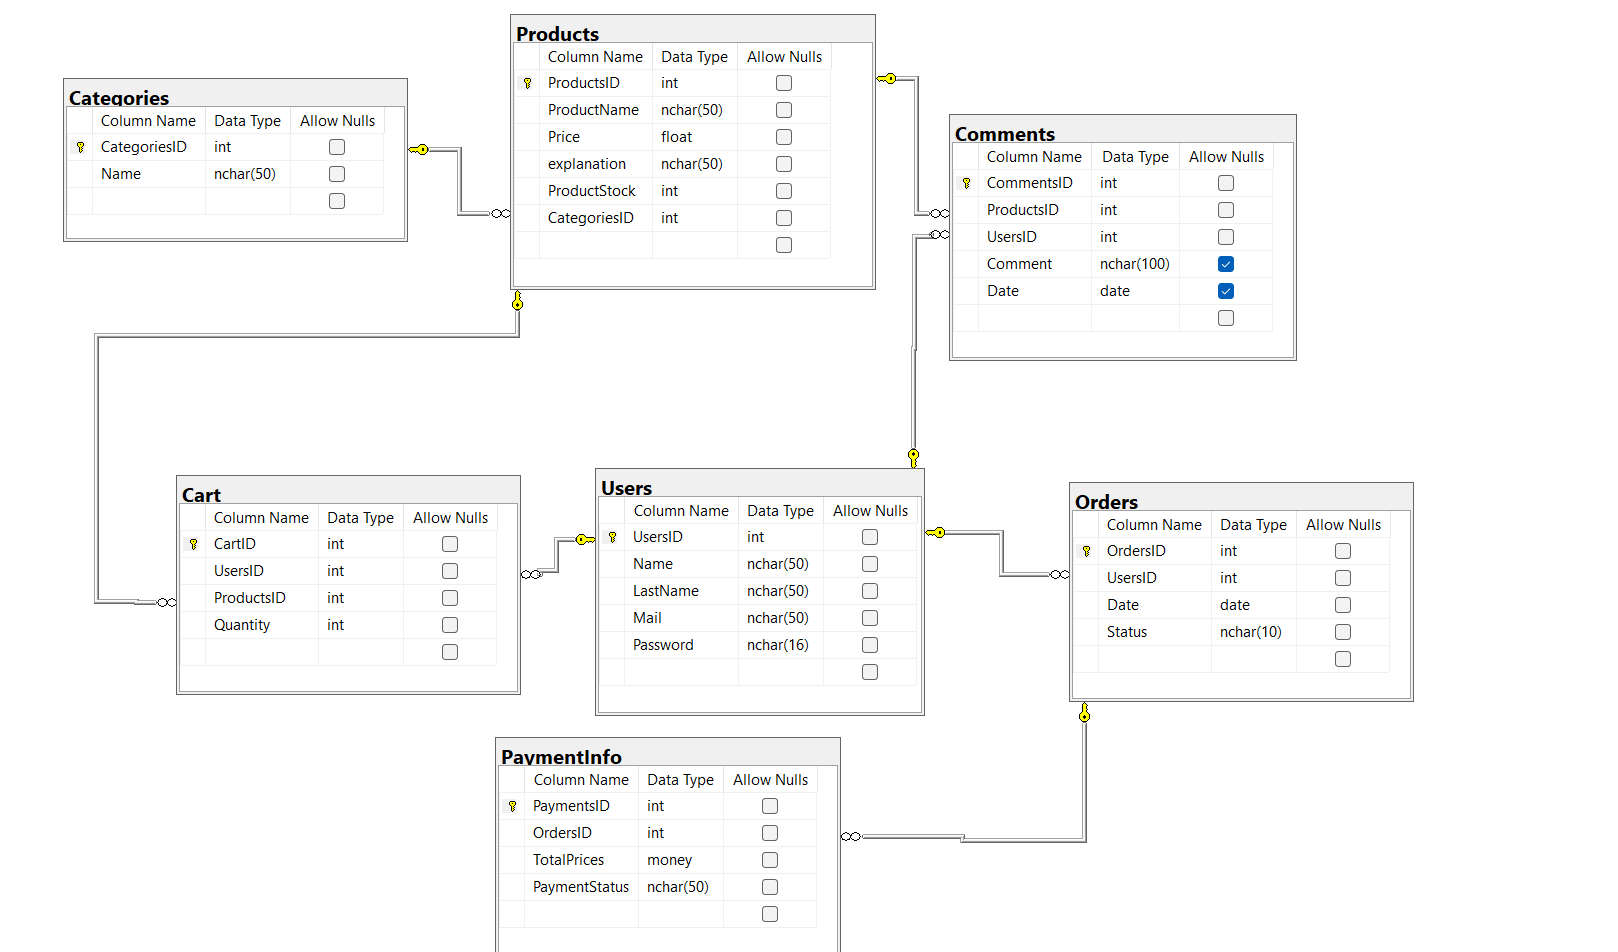 Products
Column Name Data Type Allow Nulls
ProductsID int
ProductName nchar(50)
Price float
explanation nchar(50)
ProductStock int
CategoriesID int
Categories
Column Name Data Type Allow Nulls
CategoriesID int
Name nchar(50)
Comments
Column Name Data Type Allow Nulls
CommentsID int
ProductsID int
UsersID int
Comment nchar(100)
Date date
Cart
Column Name Data Type Allow Nulls
CartID int
UsersID int
ProductsID int
Quantity int
Users
Column Name Data Type Allow Nulls
UsersID int
Name nchar(50)
LastName nchar(50)
Mail nchar(50)
Password nchar(16)
Orders
Column Name Data Type Allow Nulls
OrdersID int
UsersID int
Date date
Status nchar(10)
PaymentInfo
Column Name Data Type Allow Nulls
PaymentsID int
OrdersID int
TotalPrices money
PaymentStatus nchar(50)